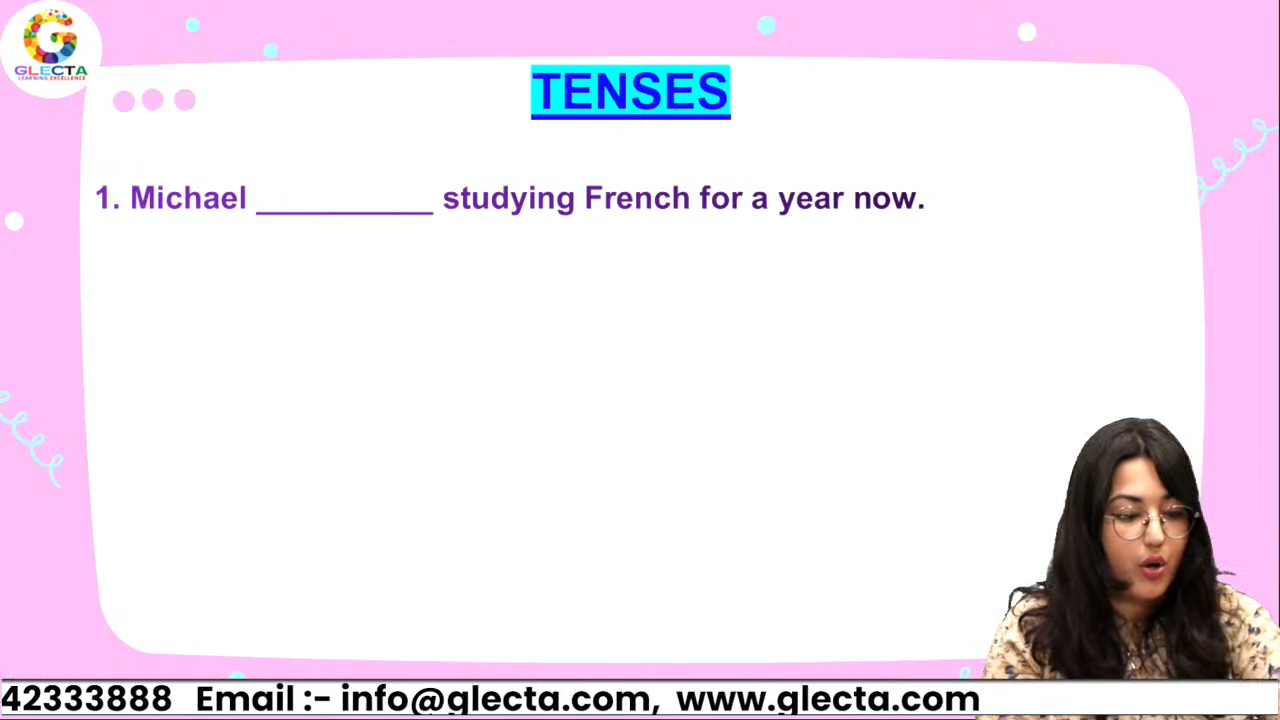 GLECTA
LEARNING EXCELLENCE
TENSES
1. Michael __________ studying French for a year now.
42333888 Email :- info@glecta.com, www.glecta.com